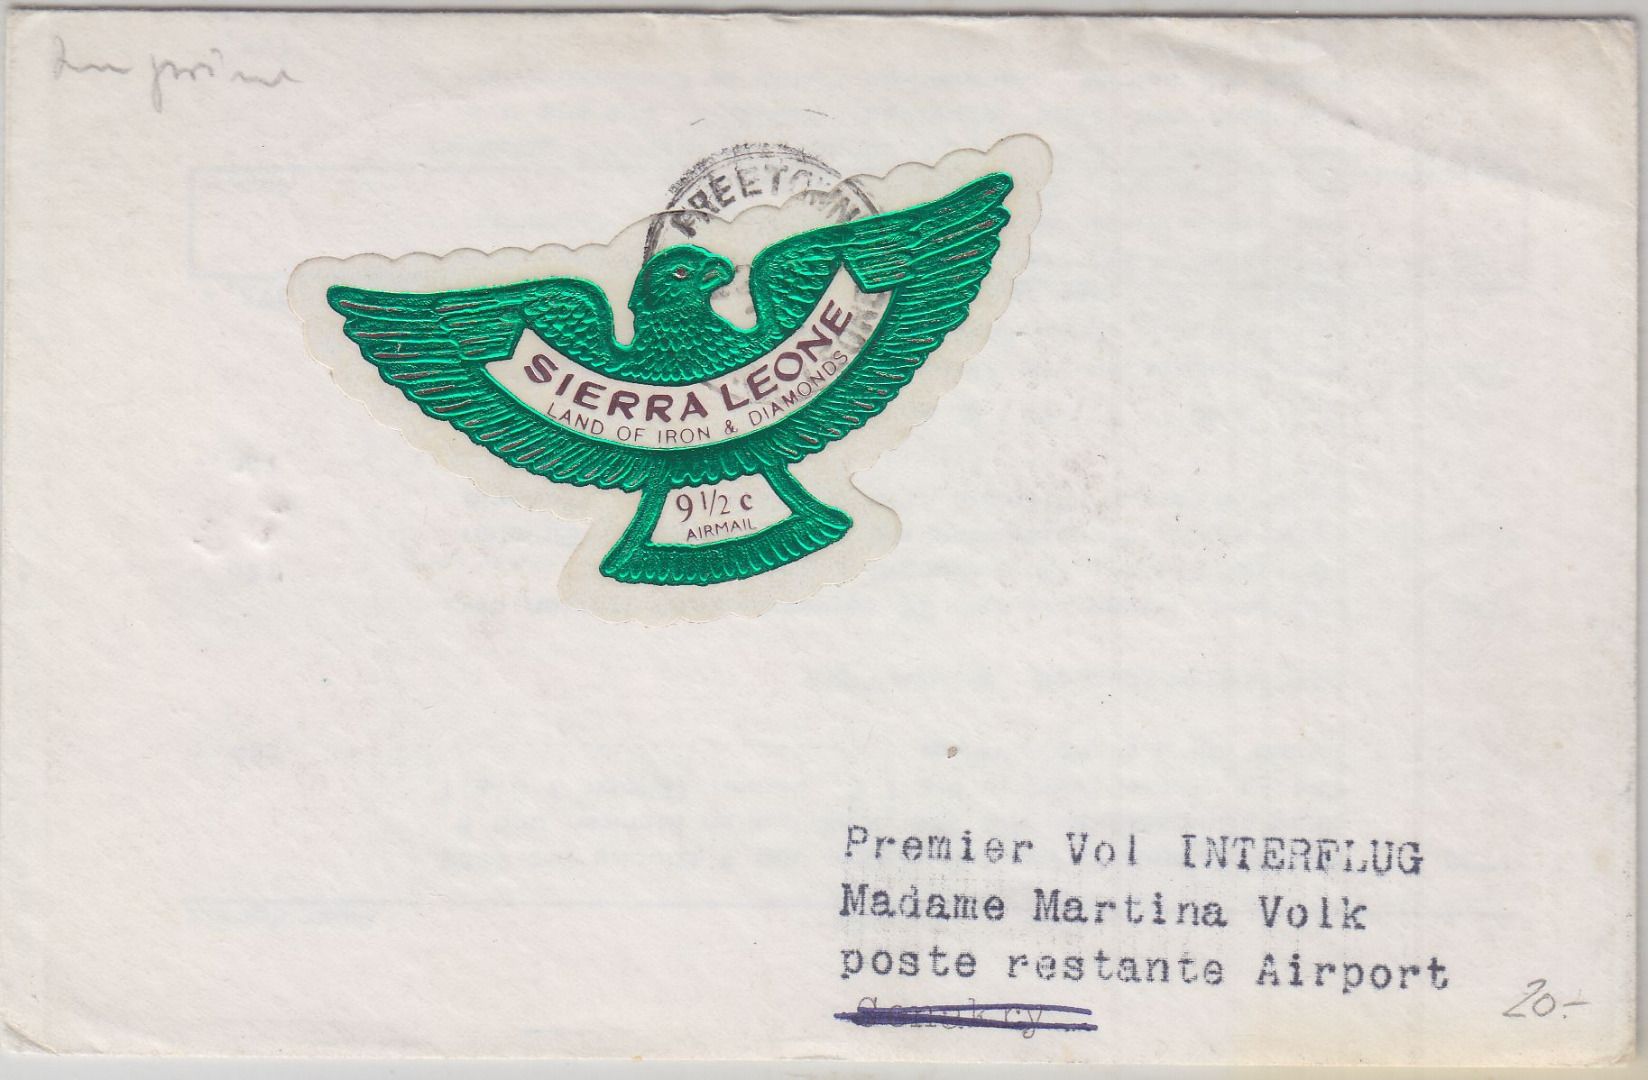 FREETOWN
SIERRA LEONE
LAND OF IRON & DIAMONDS
9 1/2 c
AIRMAIL
Premier Vol INTERFLUG
Madame Martina Volk
poste restante Airport
20.-